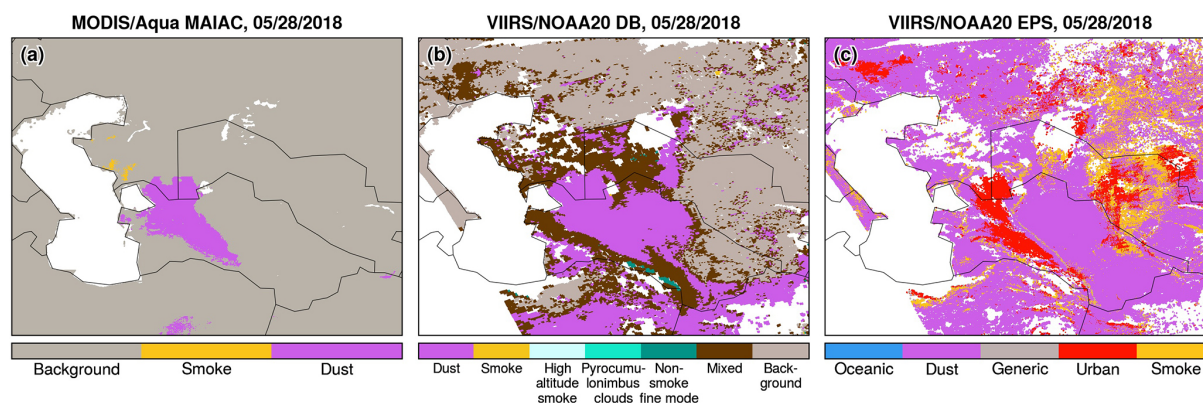 MODIS/Aqua MAIAC, 05/28/2018
VIIRS/NOAA20 DB, 05/28/2018
VIIRS/NOAA20 EPS, 05/28/2018
(a)
(b)
(c)
Background Smoke Dust
Dust Smoke High altitude smoke Pyrocumu-lonimbus clouds Non-smoke fine mode Mixed Back-ground
Oceanic Dust Generic Urban Smoke